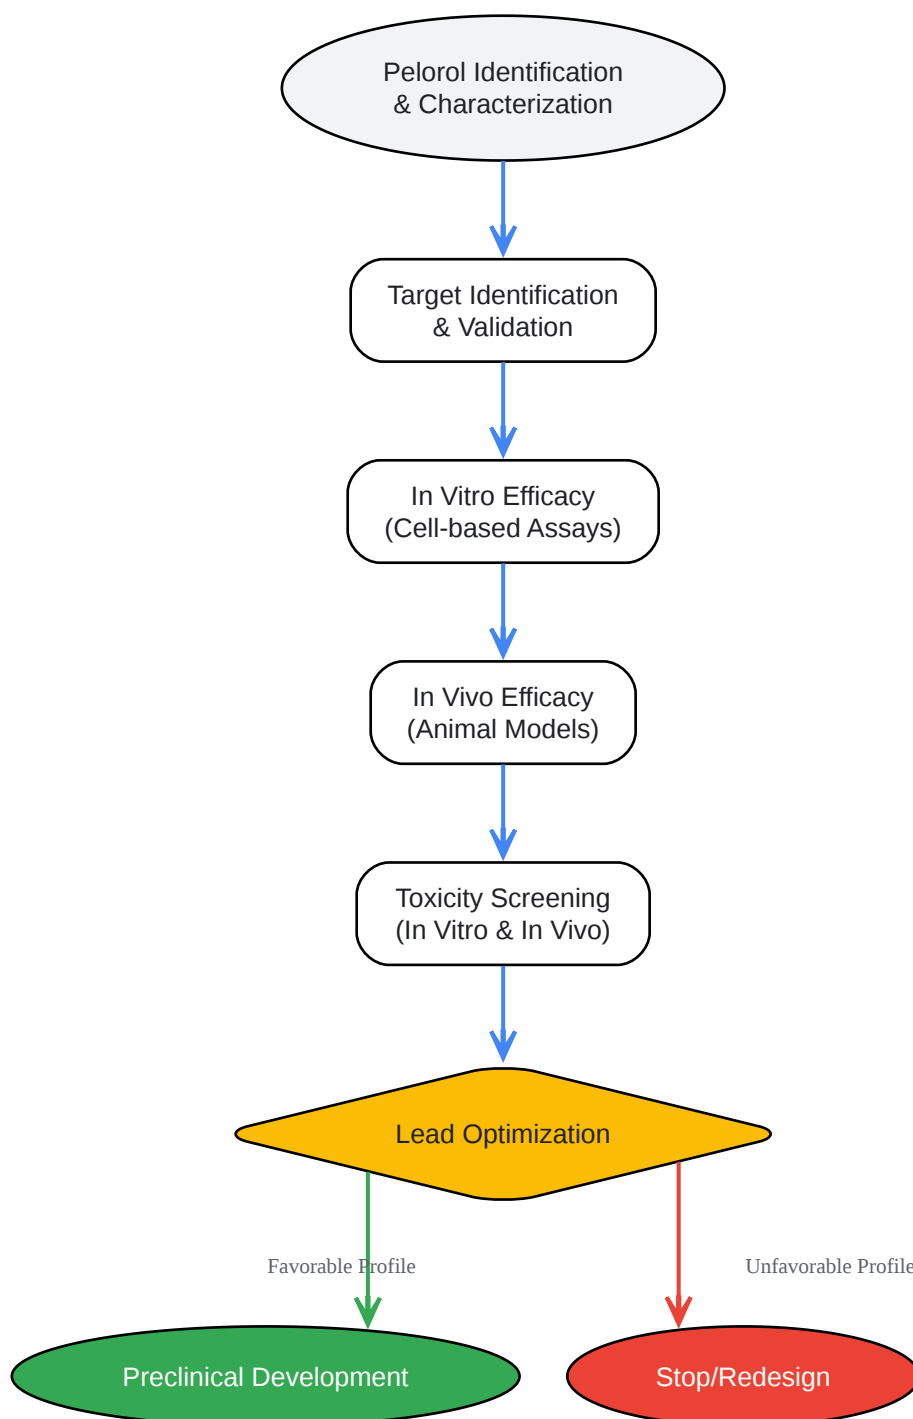 Pelorol Identification
& Characterization
Target Identification
& Validation
In Vitro Efficacy
(Cell-based Assays)
In Vivo Efficacy
(Animal Models)
Toxicity Screening
(In Vitro & In Vivo)
Lead Optimization
Favorable Profile
Unfavorable Profile
Preclinical Development
Stop/Redesign